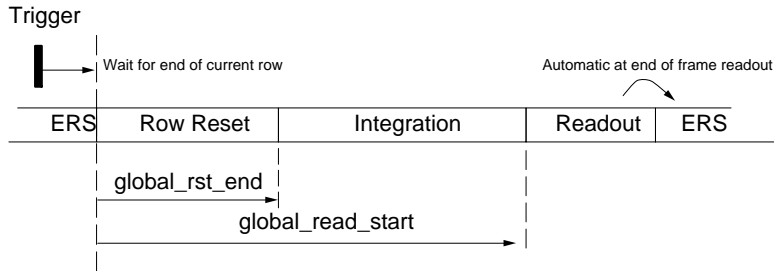 Trigger
Wait for end of current row
Automatic at end of frame readout
ERS
Row Reset
Integration
Readout
ERS
global_rst_end
global_read_start